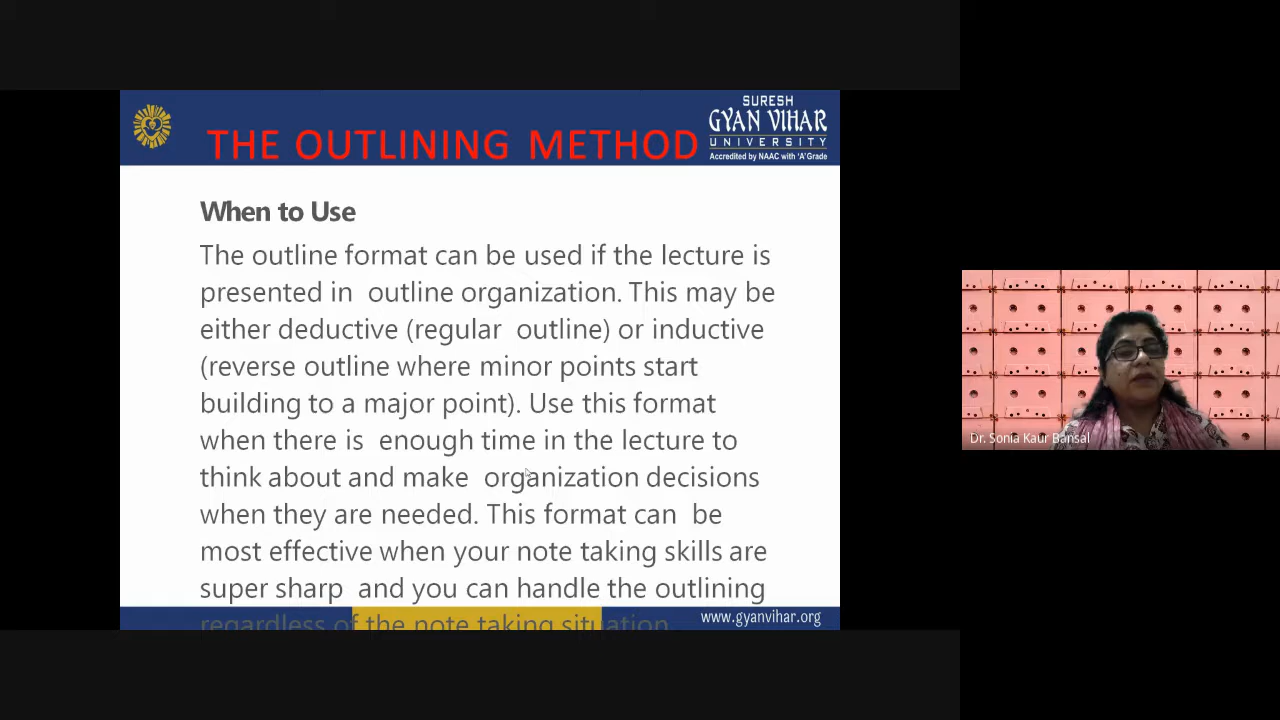 SURESH
GYAN VIHAR
UNIVERSITY
Accredited by NAAC with 'A' Grade
THE OUTLINING METHOD
When to Use
The outline format can be used if the lecture is
presented in outline organization. This may be
either deductive (regular outline) or inductive
(reverse outline where minor points start
building to a major point). Use this format
when there is enough time in the lecture to
think about and make organization decisions
when they are needed. This format can be
most effective when your note taking skills are
super sharp and you can handle the outlining
regardless of the note taking situation.
www.gyanvihar.org
Dr. Sonia Kaur Bansal